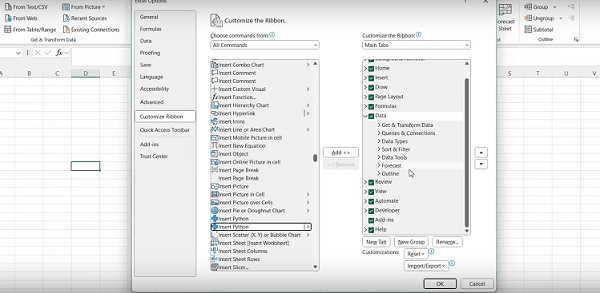 Excel Options
From Text/CSV
From Picture
From Web
Recent Sources
From Table/Range
Existing Connections
Get & Transform Data
fx
D
E
General
Formulas
Data
Proofing
Save
Language
Accessibility
Advanced
Customize Ribbon
Quick Access Toolbar
Add-ins
Trust Center
Customize the Ribbon.
Choose commands from:
All Commands
Insert Combo Chart
Insert Comment
Insert Comment
Insert Custom Visual
Insert Function...
Insert Hierarchy Chart
Insert Hyperlink
Insert Icons
Insert Line or Area Chart
Insert Mobile Picture in cell
Insert New Equation
Insert Object
Insert Online Picture in cell
Insert Page Break
Insert Page Break
Insert Picture
Insert Picture in Cell
Insert Picture over Cells
Insert Pie or Doughnut Chart
Insert Python
Insert Python
Insert Scatter (X, Y) or Bubble Chart
Insert Sheet [Insert Worksheet]
Insert Sheet Columns
Insert Sheet Rows
Insert Slicer...
Add >>
<< Remove
Customize the Ribbon:
Main Tabs
Home
Insert
Draw
Page Layout
Formulas
Data
Get & Transform Data
Queries & Connections
Data Types
Sort & Filter
Data Tools
Forecast
Outline
Review
View
Automate
Developer
Add-ins
Help
New Tab
New Group
Rename...
Customizations:
Reset
Import/Export
OK
Cancel
Forecast
Sheet
Group
Ungroup
Subtotal
Outline
S
T
U
V